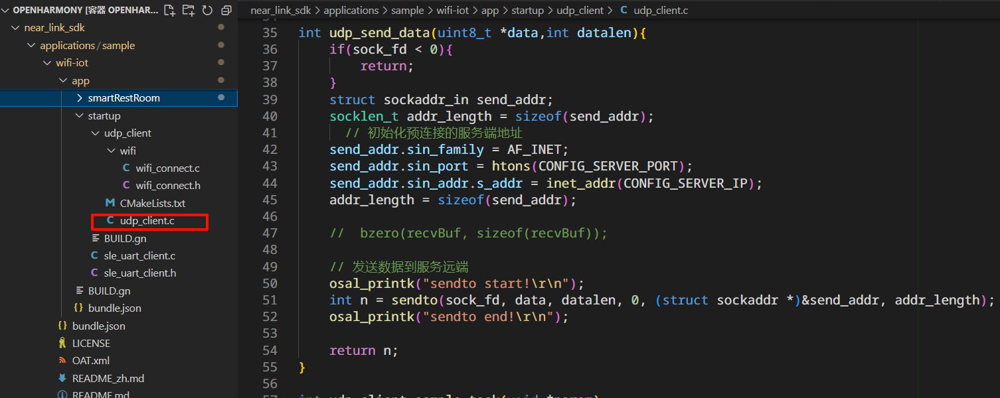 OPENHARMONY [容器 OPENHAR...
near_link_sdk
applications / sample
wifi-iot
app
smartRestRoom
startup
udp_client
wifi
C wifi_connect.c
C wifi_connect.h
M CMakeLists.txt
C udp_client.c
BUILD.gn
C sle_uart_client.c
C sle_uart_client.h
BUILD.gn
{} bundle.json
{} bundle.json
LICENSE
OAT.xml
README_zh.md
README.md
near_link_sdk > applications > sample > wifi-iot > app > startup > udp_client > C udp_client.c
35 int udp_send_data(uint8_t *data,int datalen){
36 if(sock_fd < 0){
37 return;
38 }
39 struct sockaddr_in send_addr;
40 socklen_t addr_length = sizeof(send_addr);
41 // 初始化预连接的服务端地址
42 send_addr.sin_family = AF_INET;
43 send_addr.sin_port = htons(CONFIG_SERVER_PORT);
44 send_addr.sin_addr.s_addr = inet_addr(CONFIG_SERVER_IP);
45 addr_length = sizeof(send_addr);
46
47 // bzero(recvBuf, sizeof(recvBuf));
48
49 // 发送数据到服务远端
50 osal_printk("sendto start!\r\n");
51 int n = sendto(sock_fd, data, datalen, 0, (struct sockaddr *)&send_addr, addr_length);
52 osal_printk("sendto end!\r\n");
53
54 return n;
55 }
56
57 int udp_client_sample_task(void *param)